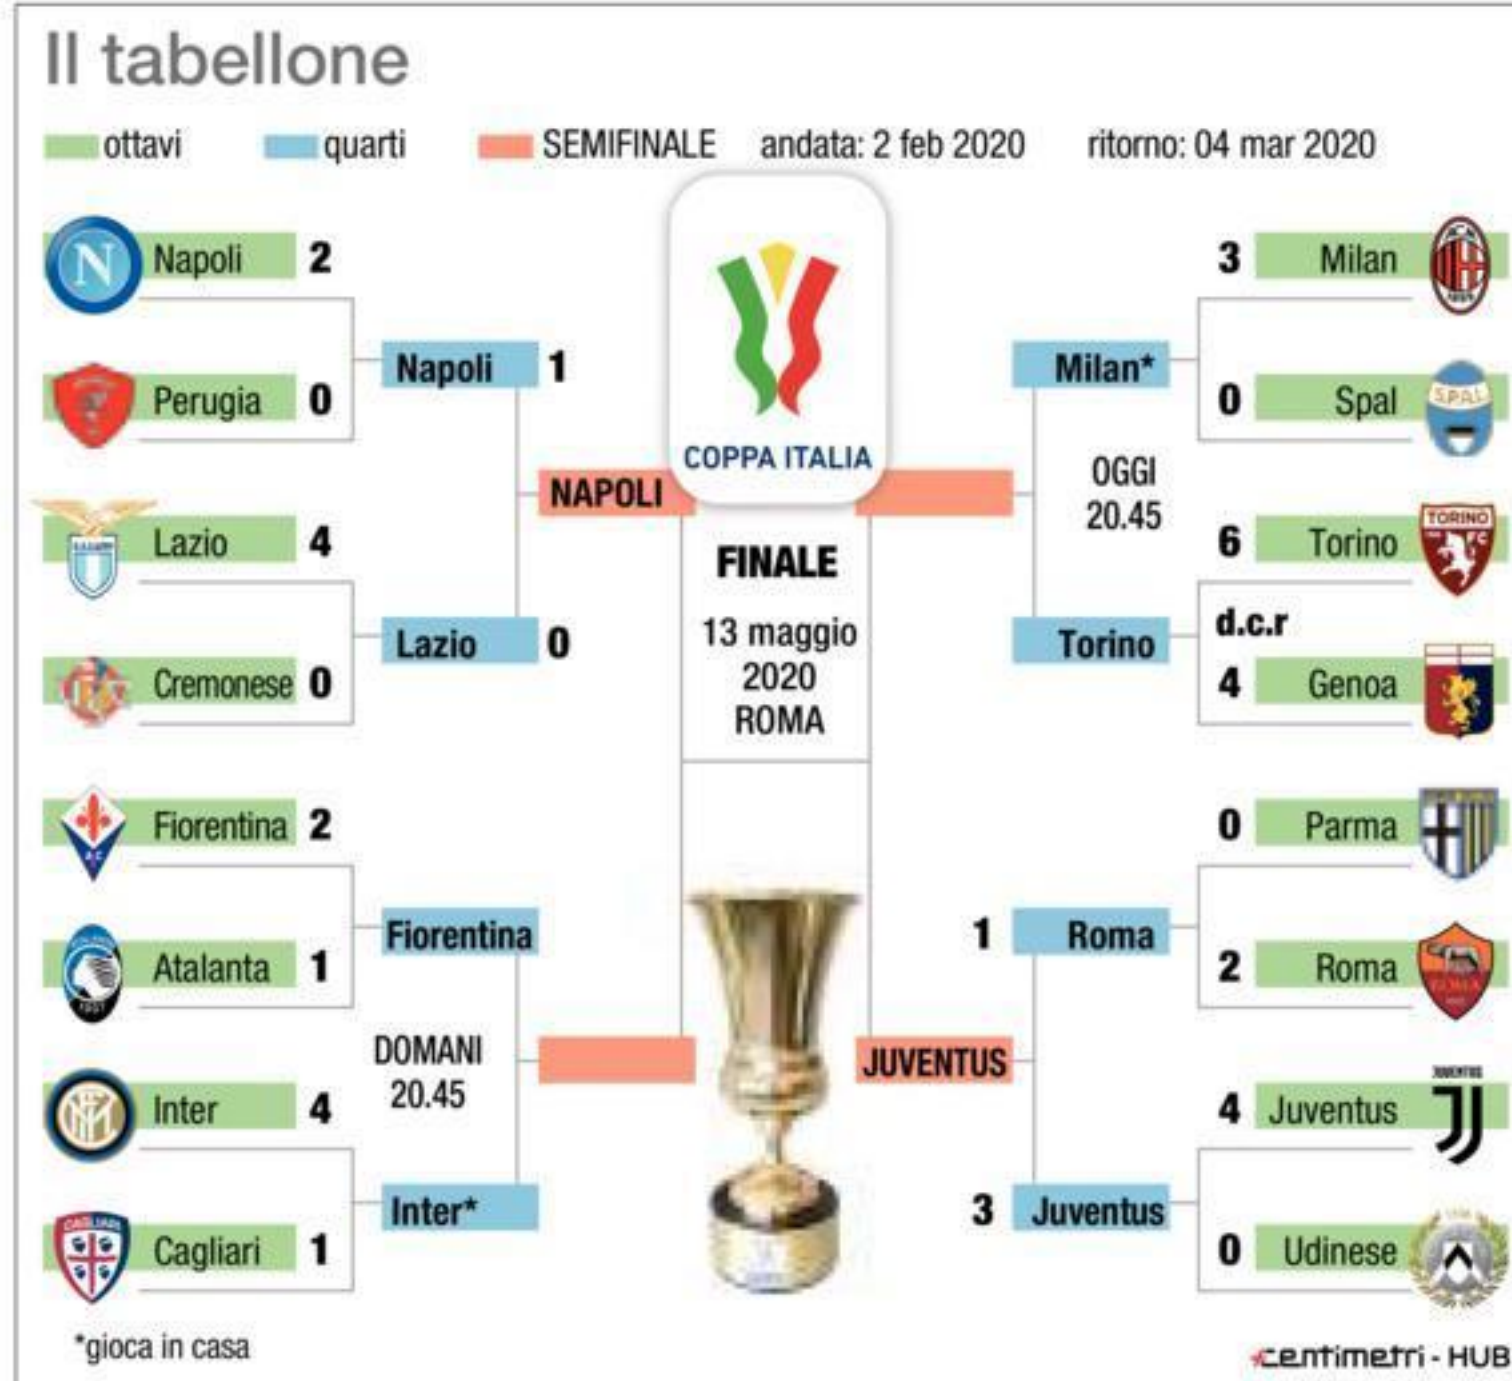 Il tabellone
ottavi quarti SEMIFINALE andata: 2 feb 2020 ritorno: 04 mar 2020
Napoli 2
Perugia 0
Napoli 1
Lazio 4
Cremonese 0
Lazio 0
NAPOLI
Fiorentina 2
Atalanta 1
Fiorentina
DOMANI
20.45
Inter 4
Cagliari 1
Inter*
COPPA ITALIA
FINALE
13 maggio
2020
ROMA
3 Milan
0 Spal
S.P.A.L.
Milan*
OGGI
20.45
6 Torino
TORINO
FC
d.c.r
4 Genoa
Torino
0 Parma
2 Roma
1 Roma
JUVENTUS
JUVENTUS
4 Juventus
0 Udinese
3 Juventus
*gioca in casa
centimetri - HUB